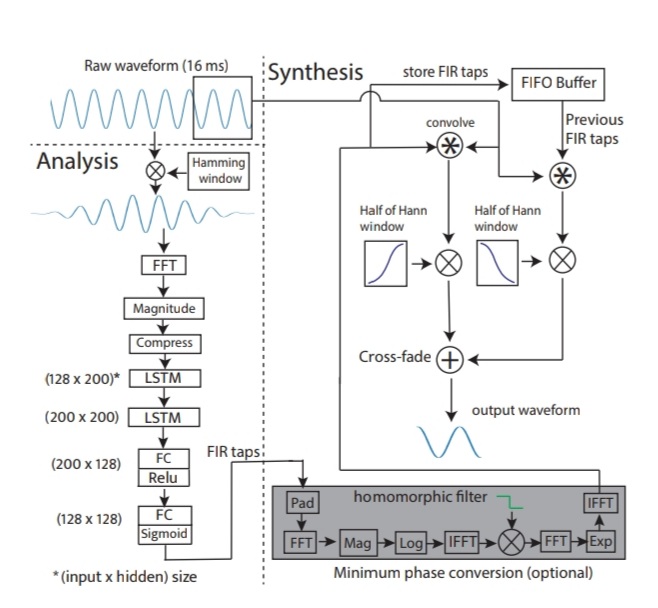 Raw waveform (16 ms)
Synthesis
store FIR taps
FIFO Buffer
Previous
FIR taps
convolve
Analysis
Hamming
window
Half of Hann
window
Half of Hann
window
FFT
Magnitude
Compress
(128 x 200)*
LSTM
(200 x 200)
LSTM
(200 x 128)
FC
Relu
(128 x 128)
FC
Sigmoid
*(input x hidden) size
Cross-fade
output waveform
FIR taps
Pad
homomorphic filter
IFFT
FFT
Mag
Log
IFFT
FFT
Exp
Minimum phase conversion (optional)